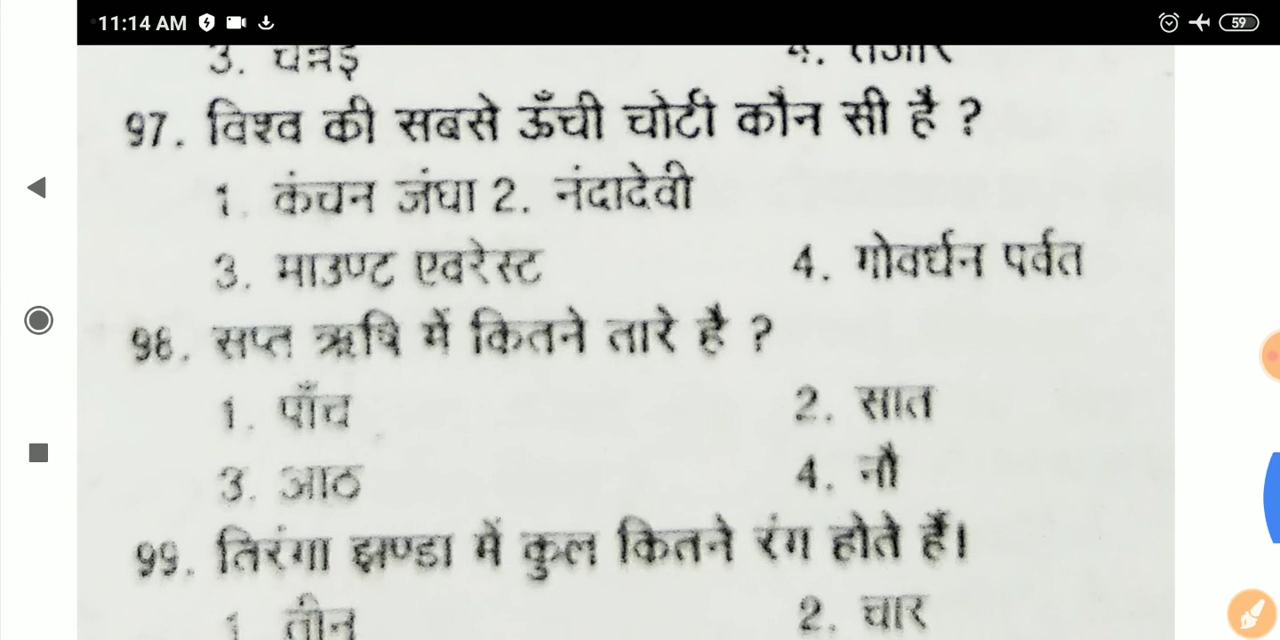 11:14 AM 59
3. चेन्नई
97. विश्व की सबसे ऊँची चोटी कौन सी है ?
1. कंचन जंघा 2. नंदादेवी
3. माउण्ट एवरेस्ट 4. गोवर्धन पर्वत
98. सप्त ऋषि में कितने तारे है ?
1. पाँच 2. सात
3. आठ 4. नौ
99. तिरंगा झण्डा में कुल कितने रंग होते हैं।
1 तीन 2. चार